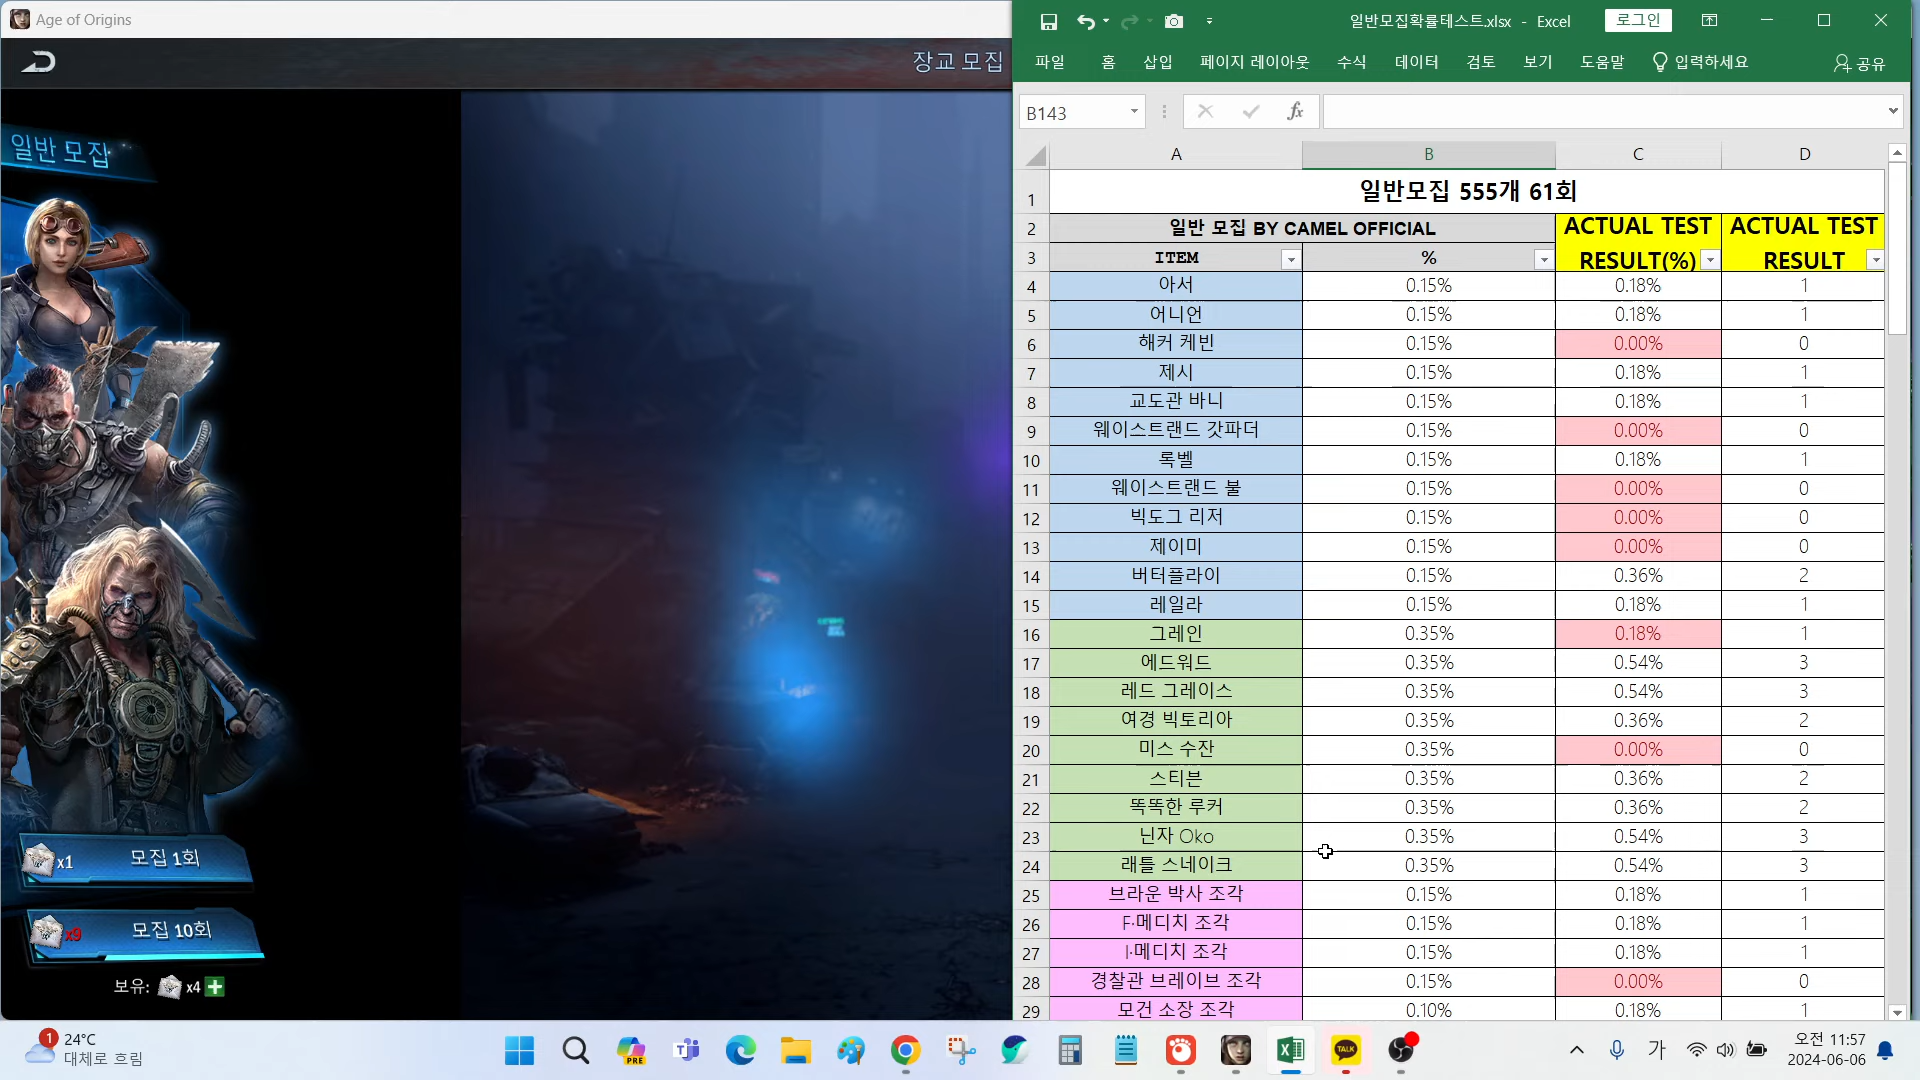 Age of Origins
장교 모집
일반 모집
x1 모집 1회
x9 모집 10회
보유: x4
일반모집확률테스트.xlsx - Excel
로그인
파일 홈 삽입 페이지 레이아웃 수식 데이터 검토 보기 도움말 입력하세요 공유
B143 fx
A B C D
1 일반모집 555개 61회
2 일반 모집 BY CAMEL OFFICIAL ACTUAL TEST RESULT(%) ACTUAL TEST RESULT
3 ITEM %
4 아서 0.15% 0.18% 1
5 어니언 0.15% 0.18% 1
6 해커 케빈 0.15% 0.00% 0
7 제시 0.15% 0.18% 1
8 교도관 바니 0.15% 0.18% 1
9 웨이스트랜드 갓파더 0.15% 0.00% 0
10 록벨 0.15% 0.18% 1
11 웨이스트랜드 불 0.15% 0.00% 0
12 빅도그 리저 0.15% 0.00% 0
13 제이미 0.15% 0.00% 0
14 버터플라이 0.15% 0.36% 2
15 레일라 0.15% 0.18% 1
16 그레인 0.35% 0.18% 1
17 에드워드 0.35% 0.54% 3
18 레드 그레이스 0.35% 0.54% 3
19 여경 빅토리아 0.35% 0.36% 2
20 미스 수잔 0.35% 0.00% 0
21 스티븐 0.35% 0.36% 2
22 똑똑한 루커 0.35% 0.36% 2
23 닌자 Oko 0.35% 0.54% 3
24 래틀 스네이크 0.35% 0.54% 3
25 브라운 박사 조각 0.15% 0.18% 1
26 F·메디치 조각 0.15% 0.18% 1
27 I·메디치 조각 0.15% 0.18% 1
28 경찰관 브레이브 조각 0.15% 0.00% 0
29 모건 소장 조각 0.10% 0.18% 1
1 24°C
대체로 흐림
PRE
TALK
가
오전 11:57
2024-06-06